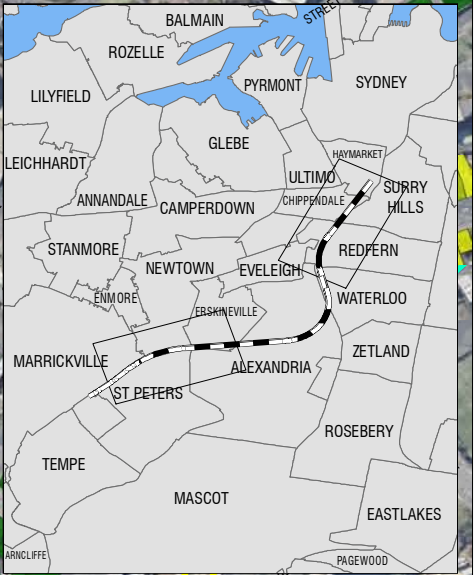 STREET
BALMAIN
ROZELLE
PYRMONT
SYDNEY
LILYFIELD
GLEBE
HAYMARKET
LEICHHARDT
ULTIMO
SURRY
HILLS
ANNANDALE
CHIPPENDALE
CAMPERDOWN
STANMORE
REDFERN
NEWTOWN
EVELEIGH
ENMORE
WATERLOO
ERSKINEVILLE
ZETLAND
MARRICKVILLE
ALEXANDRIA
ST PETERS
ROSEBERY
TEMPE
MASCOT
EASTLAKES
ARNCLIFFE
PAGEWOOD